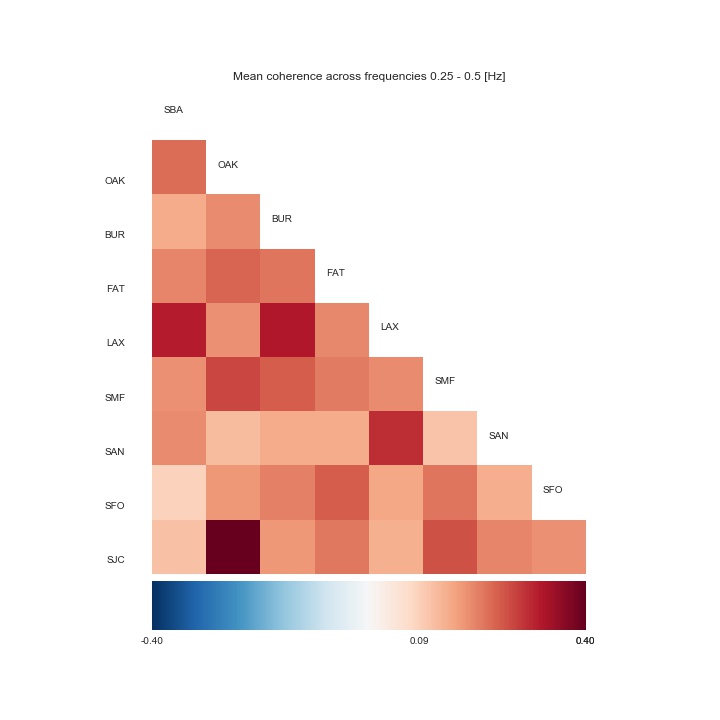 Mean coherence across frequencies 0.25 - 0.5 [Hz]
SBA
OAK
OAK
BUR
BUR
FAT
FAT
LAX
LAX
SMF
SMF
SAN
SAN
SFO
SFO
SJC
-0.40 0.09 0.40